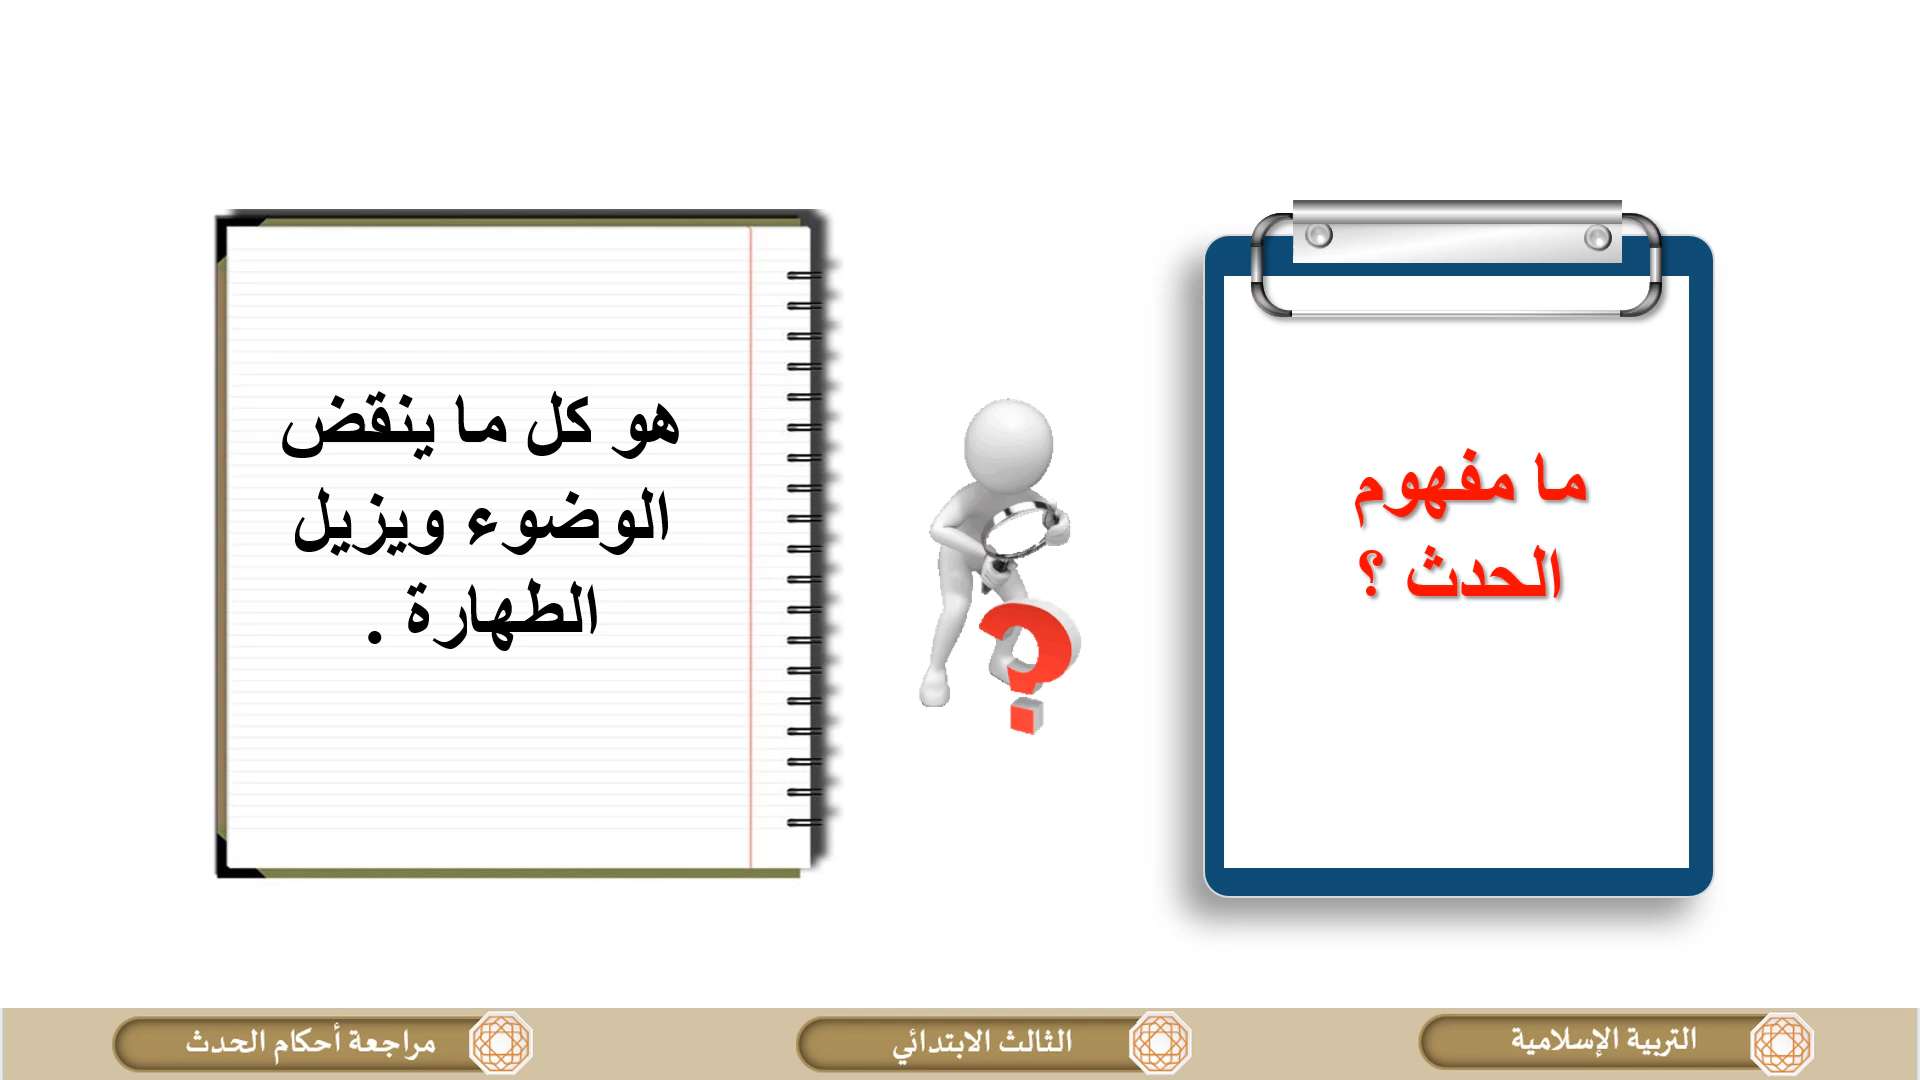 ما مفهوم
الحدث ؟
هو كل ما ينقض
الوضوء ويزيل
الطهارة .
التربية الإسلامية
الثالث الابتدائي
مراجعة أحكام الحدث